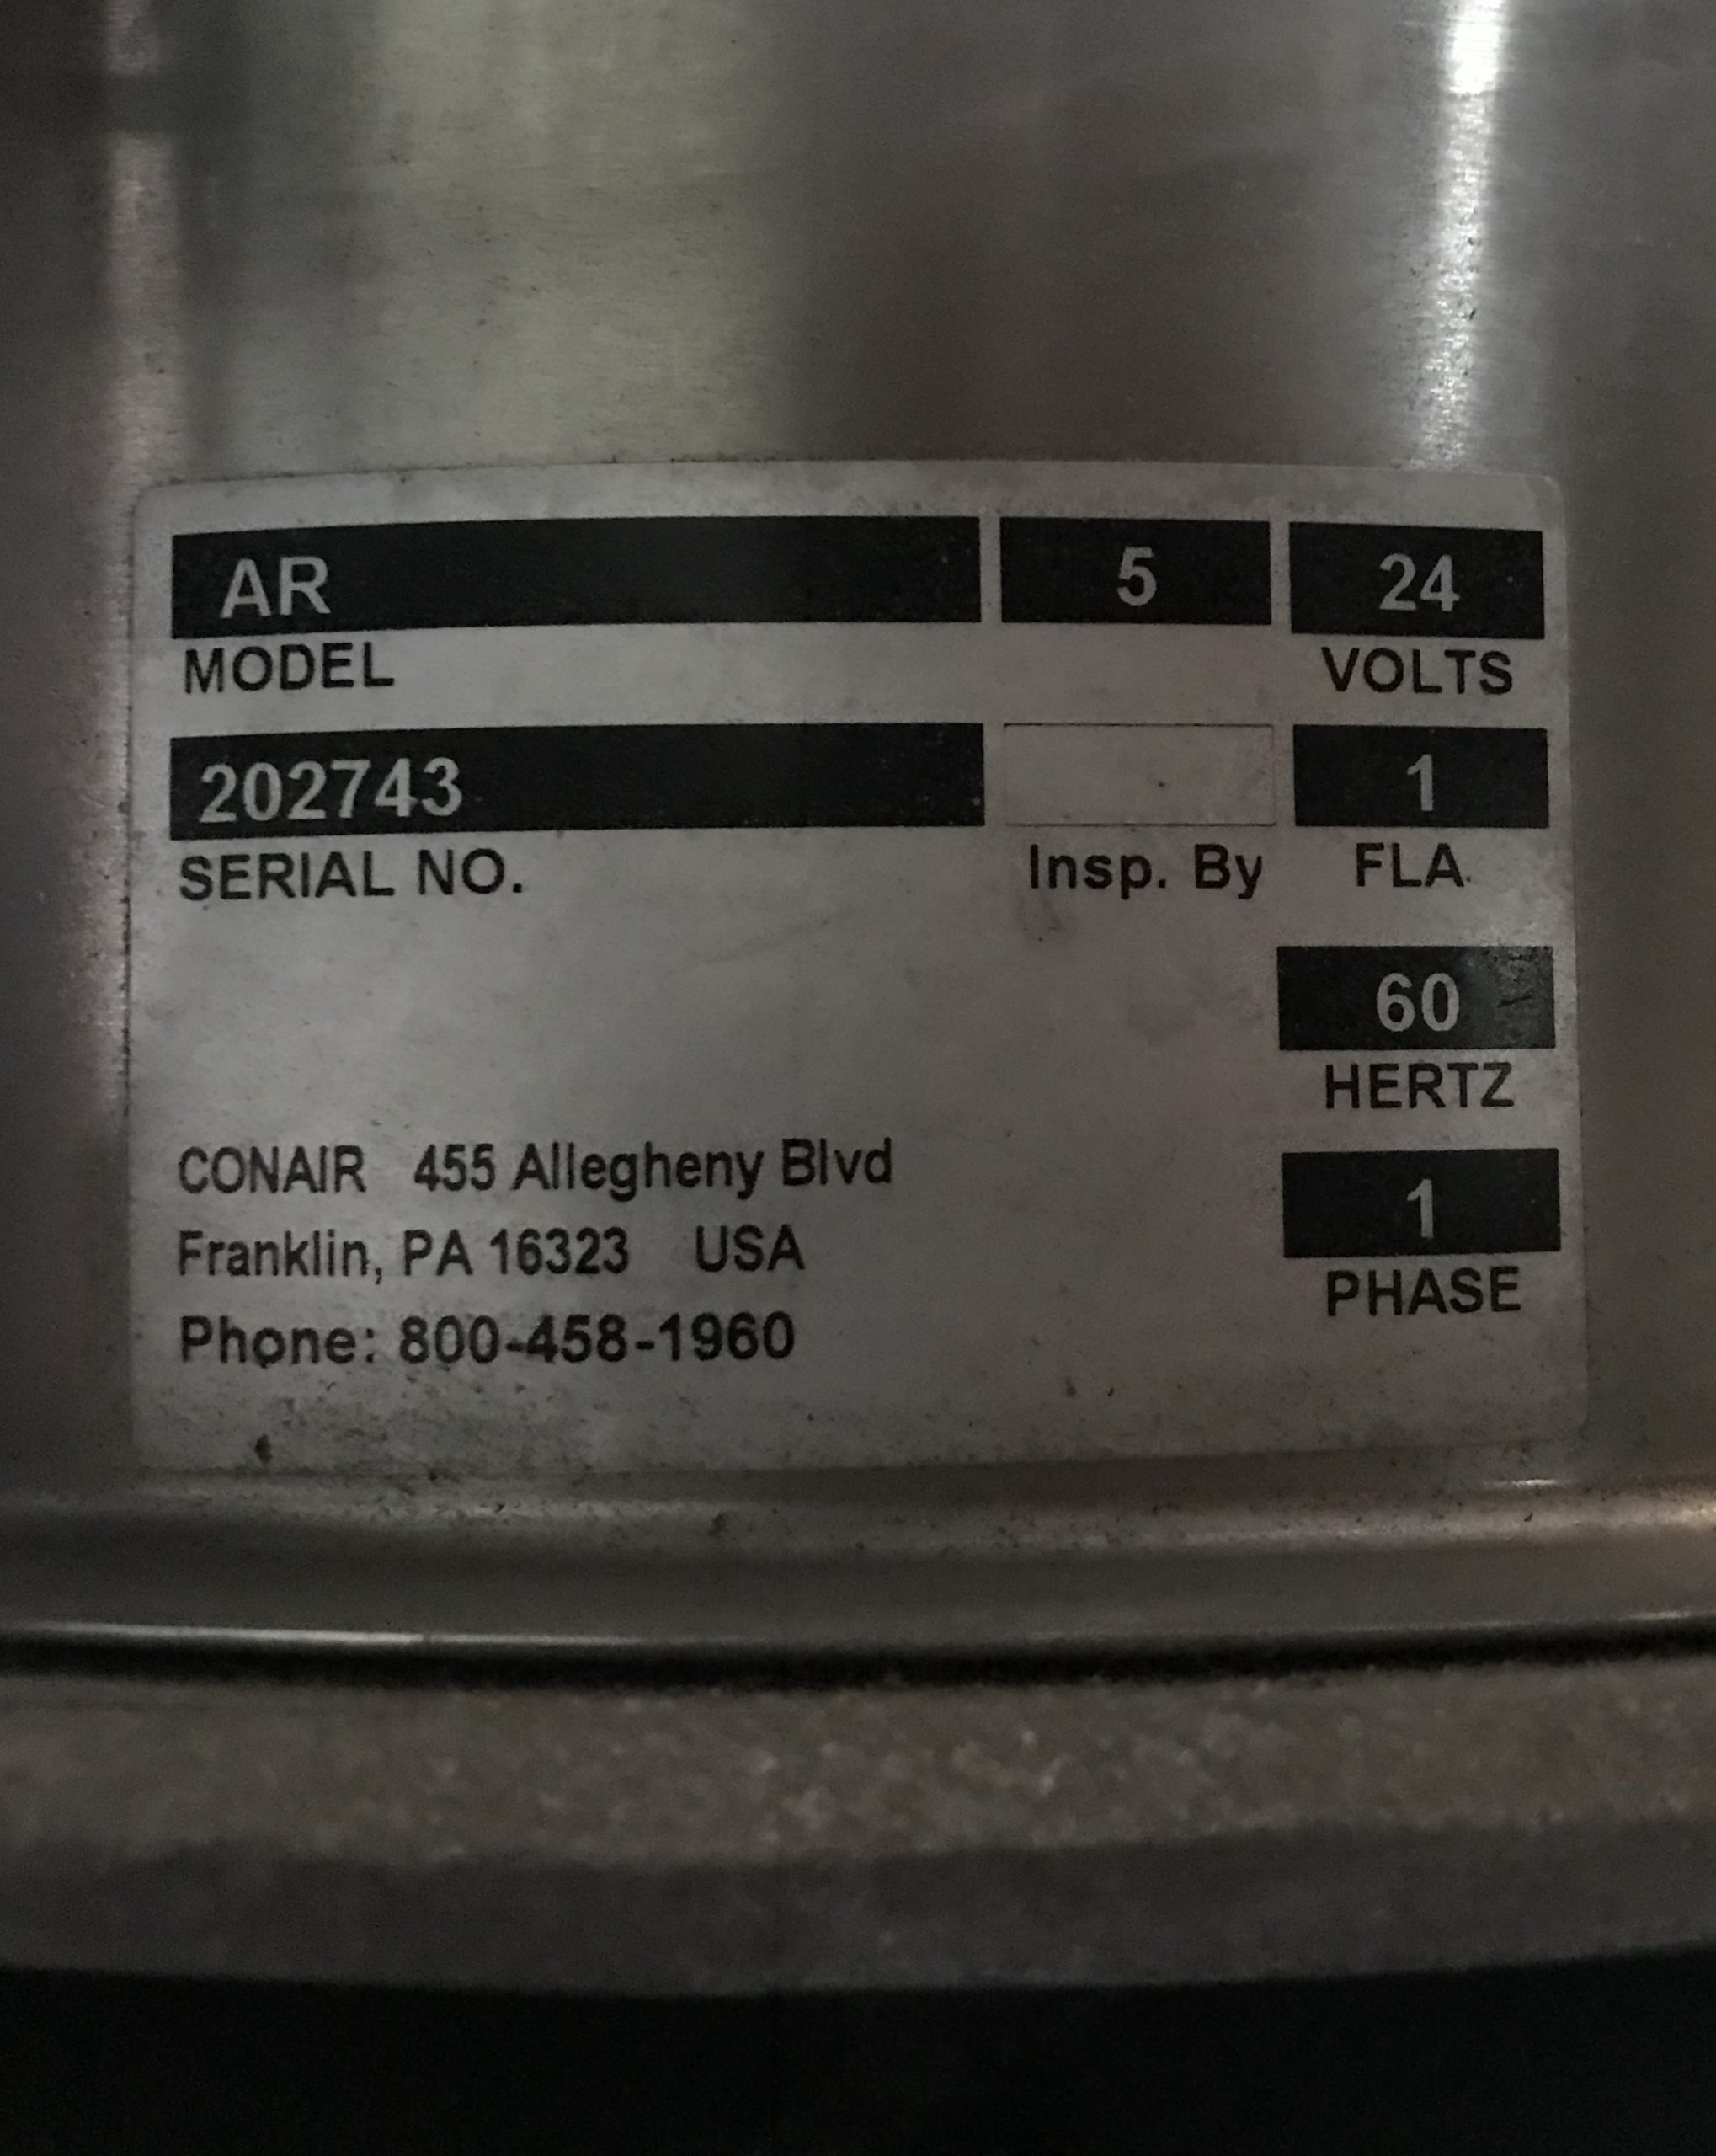 AR 5 24
MODEL VOLTS
202743 1
SERIAL NO. Insp. By FLA.
60
HERTZ
CONAIR 455 Allegheny Blvd
1
Franklin, PA 16323 USA
PHASE
Phone: 800-458-1960